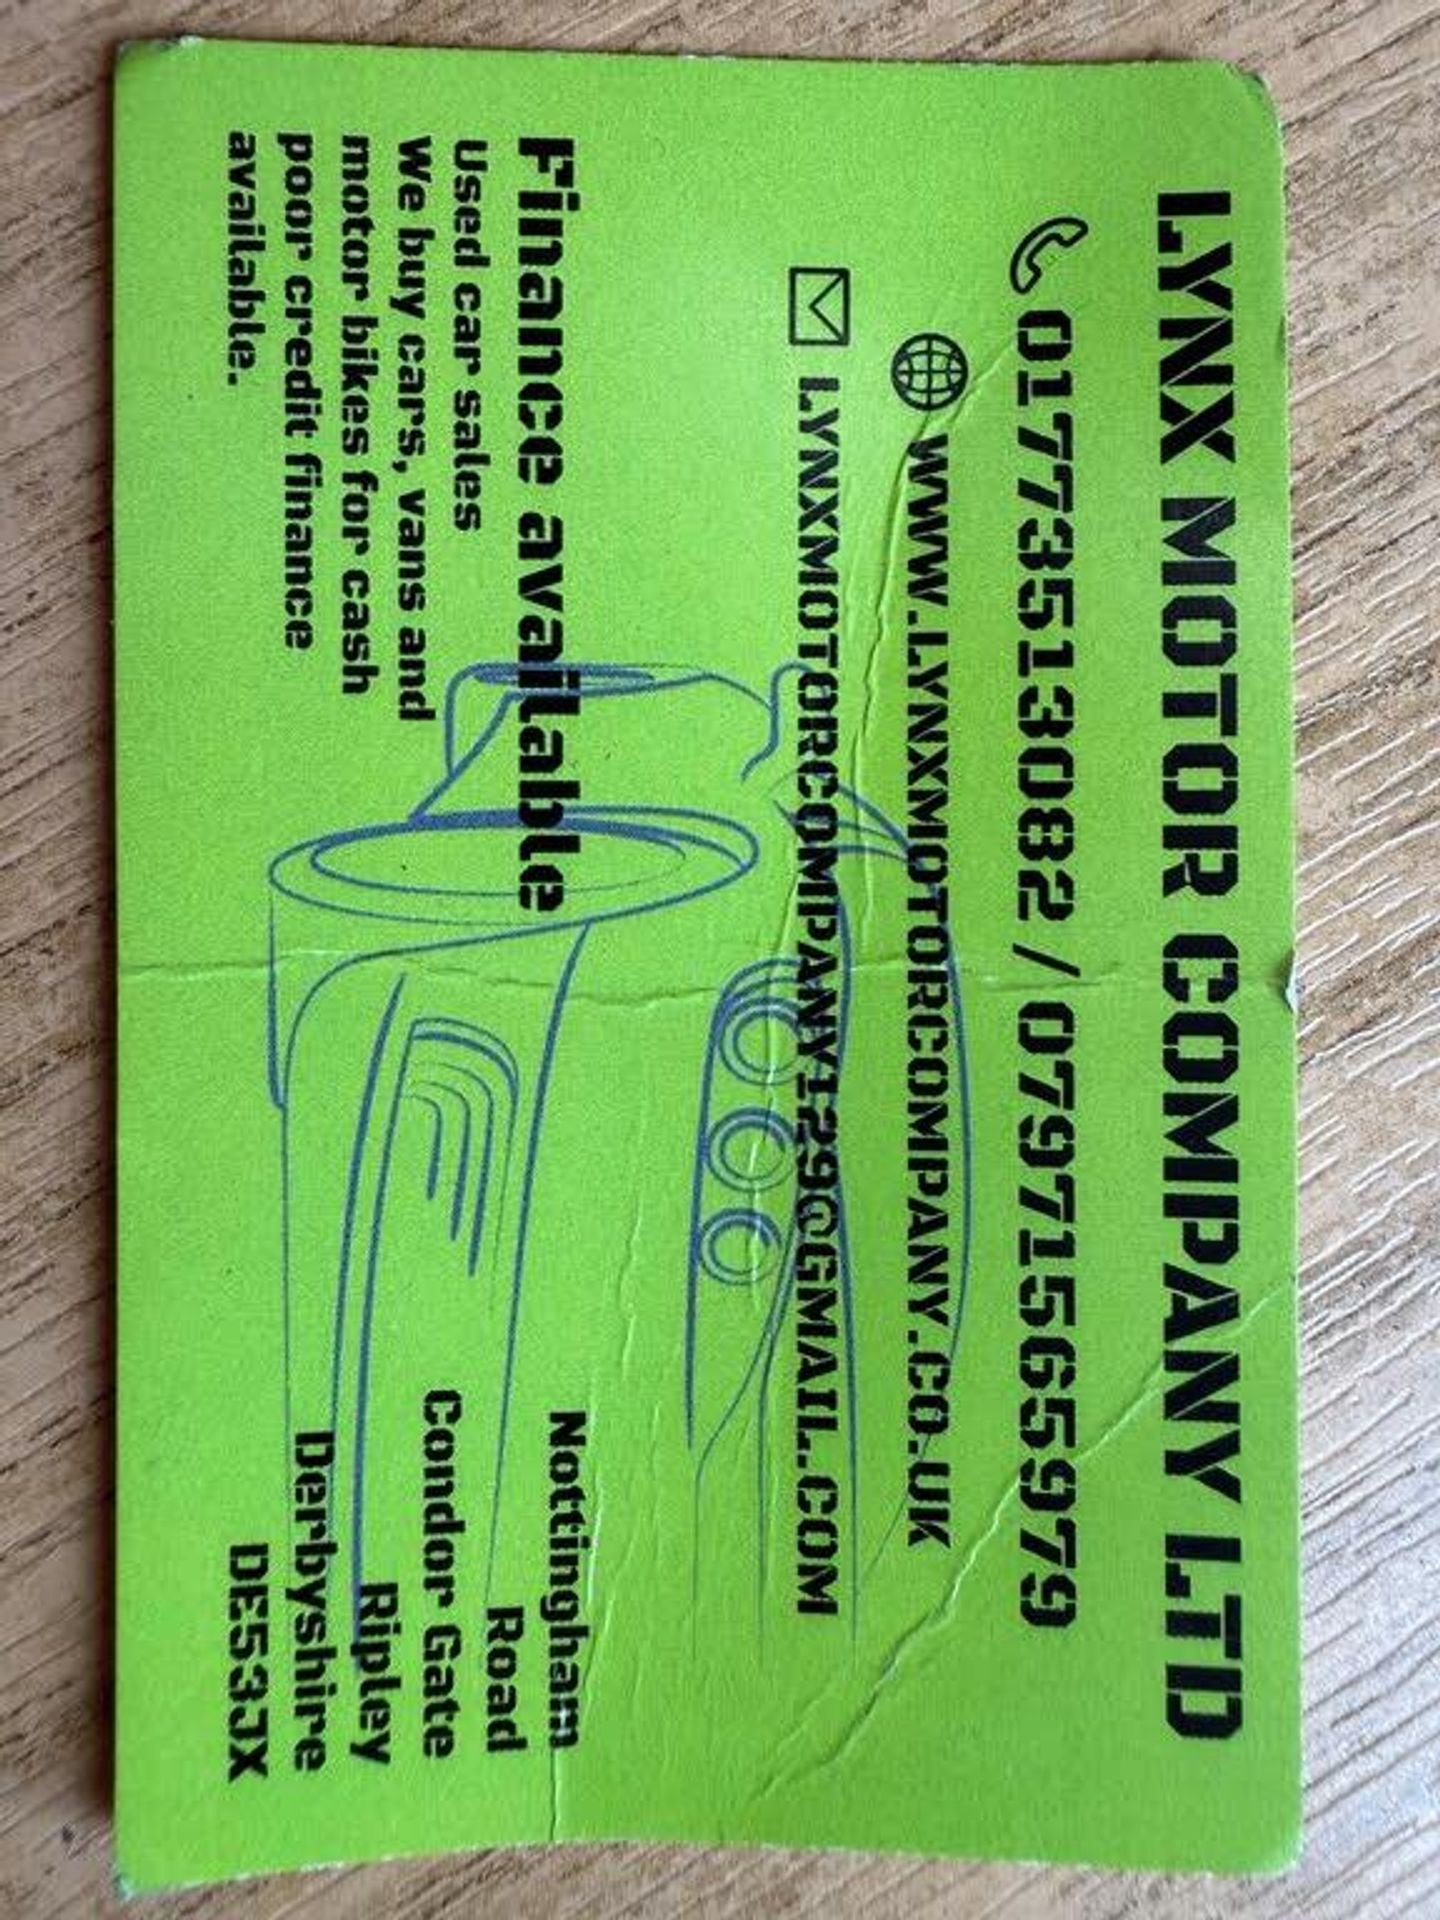 LYNX MOTOR COMPANY LTD
01773513082 / 07971565979
WWW.LYNXMOTORCOMPANY.CO.UK
LYNXMOTORCOMPANY129@GMAIL.COM
Finance available
Used car sales
We buy cars, vans and
motor bikes for cash
poor credit finance
available.
Nottingham
Road
Condor Gate
Ripley
Derbyshire
DE553JX